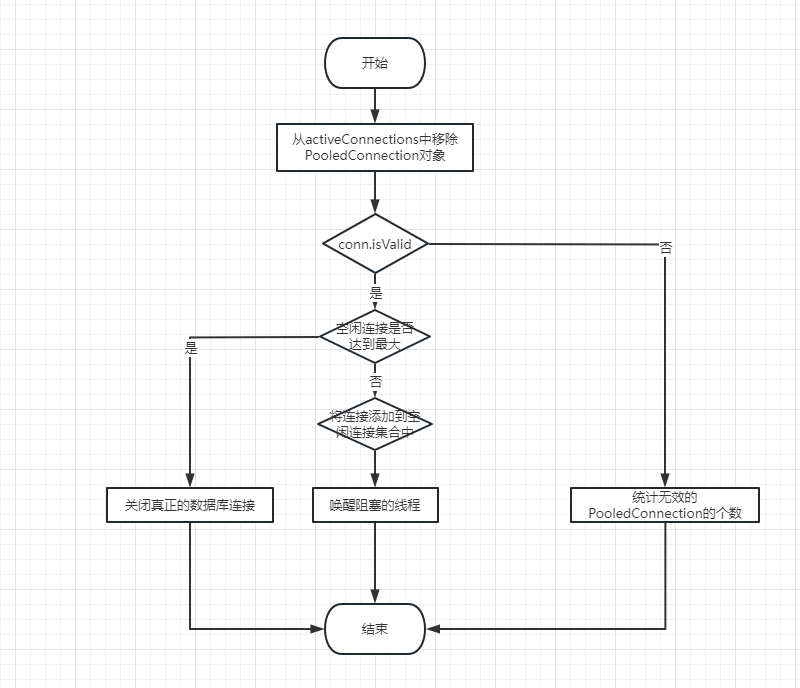 开始
从activeConnections中移除
PooledConnection对象
conn.isValid
否
是
空闲连接是否
达到最大
是
否
将连接添加到空
闲连接集合中
关闭真正的数据库连接
唤醒阻塞的线程
统计无效的
PooledConnection的个数
结束